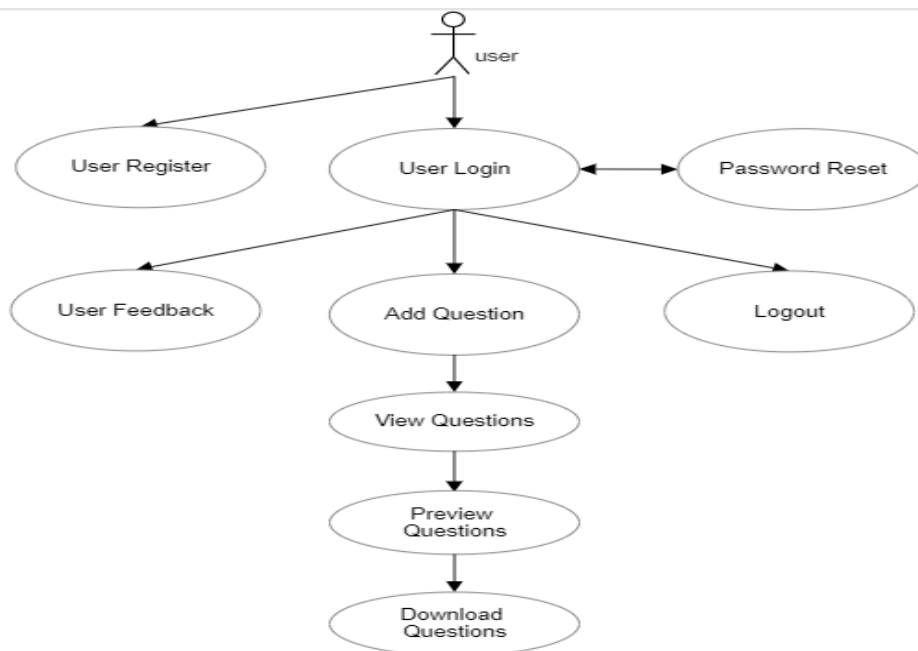 user
User Register
User Login
Password Reset
User Feedback
Add Question
Logout
View Questions
Preview
Questions
Download
Questions